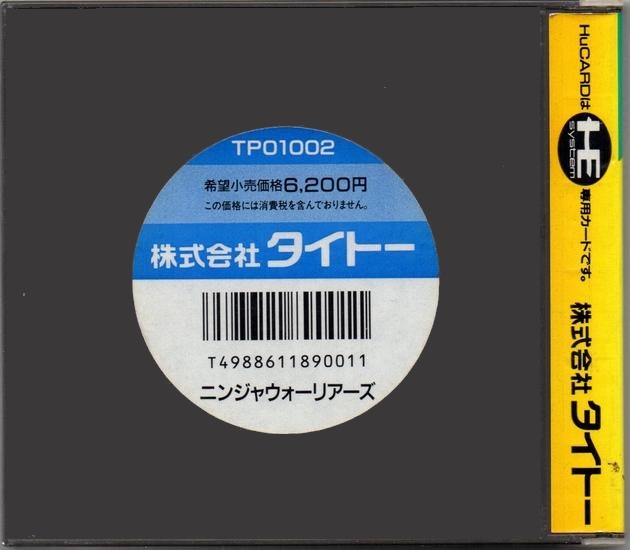 TP01002
希望小売価格6,200円
この価格には消費税を含んでおりません。
株式会社 タイトー
T4988611890011
ニンジャウォーリアーズ
HuCARDは HE system 専用カードです。 株式会社 タイトー